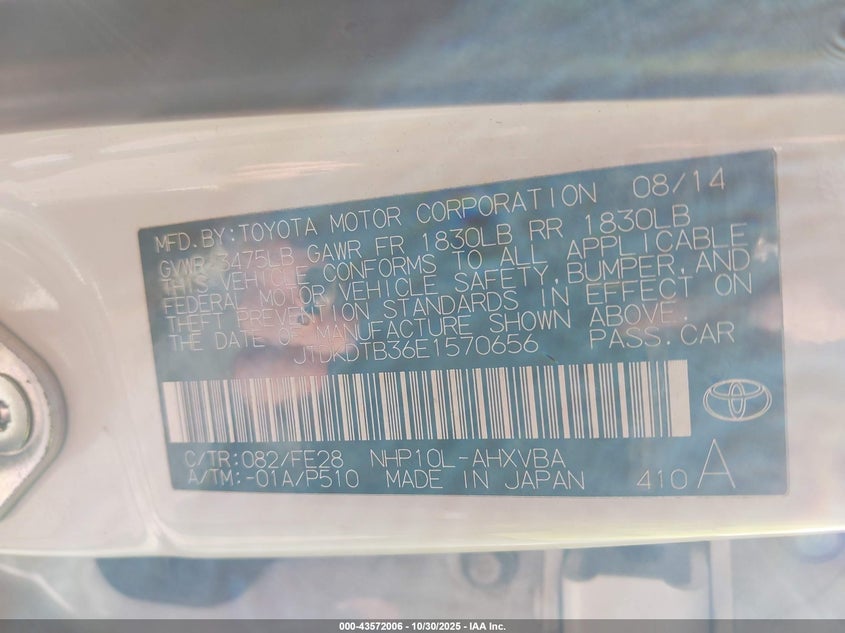 MFD.BY:TOYOTA MOTOR CORPORATION 08/14
GVWR 3475LB GAWR FR 1830LB RR 1830LB
THIS VEHICLE CONFORMS TO ALL APPLICABLE
FEDERAL MOTOR VEHICLE SAFETY,BUMPER,AND
THEFT PREVENTION STANDARDS IN EFFECT ON
THE DATE OF MANUFACTURE SHOWN ABOVE.
JTDKDTB36E1570656 PASS.CAR
C/TR:082/FE28 NHP10L-AHXVBA
A/TM:-01A/P510 MADE IN JAPAN 410 A
000-43572006 - 10/30/2025 - IAA Inc.